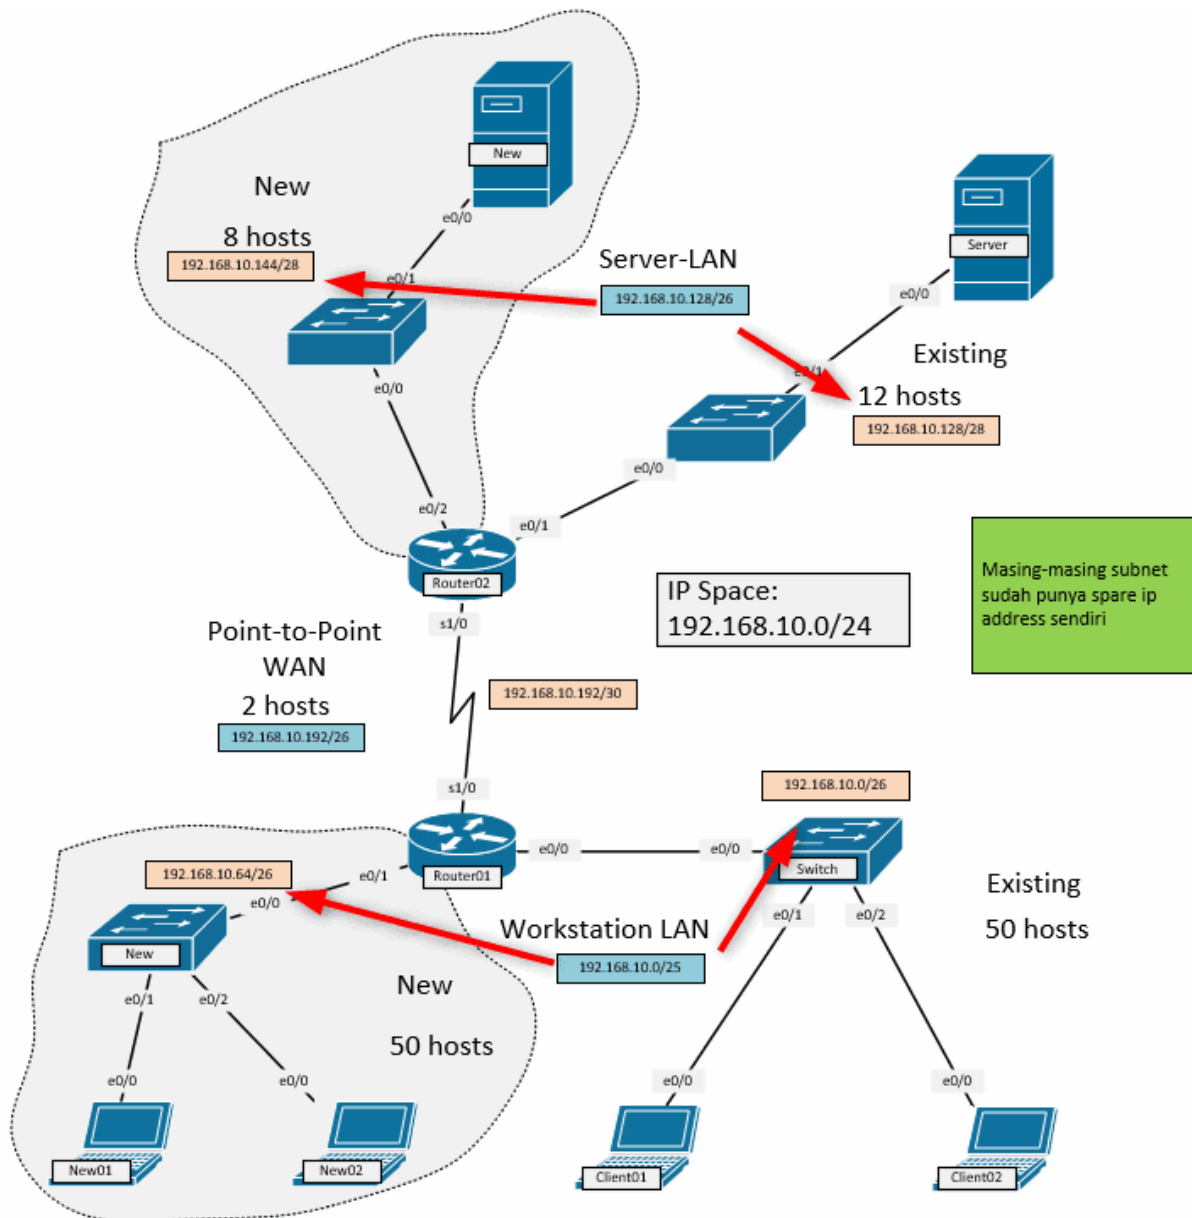 New
New
8 hosts
192.168.10.144/28
e0/0
e0/1
e0/0
e0/2
Server-LAN
192.168.10.128/26
Server
e0/0
Existing
e0/1
12 hosts
192.168.10.128/28
e0/0
e0/1
Router02
s1/0
IP Space:
192.168.10.0/24
Masing-masing subnet
sudah punya spare ip
address sendiri
Point-to-Point
WAN
2 hosts
192.168.10.192/26
192.168.10.192/30
s1/0
192.168.10.0/26
Router01
e0/0
e0/0
Switch
e0/1
e0/2
Existing
50 hosts
192.168.10.64/26
e0/1
e0/0
New
e0/1
e0/2
Workstation LAN
192.168.10.0/25
New
50 hosts
e0/0
e0/0
New01
New02
e0/0
e0/0
Client01
Client02